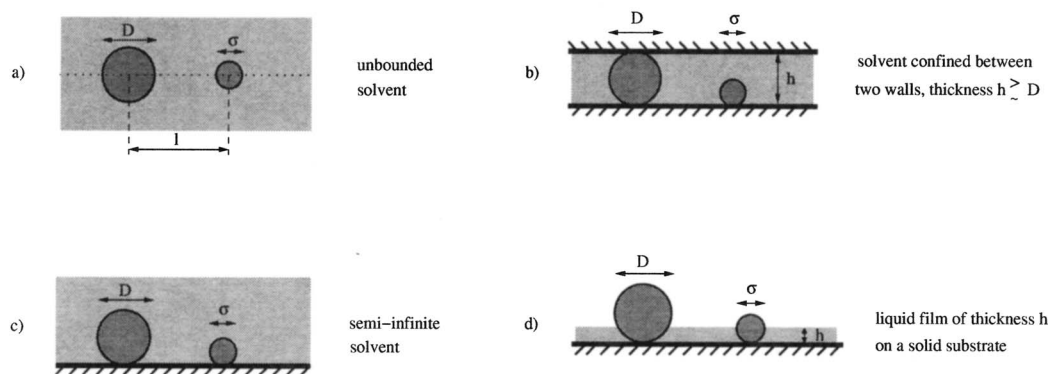 a)
D
σ
l
unbounded
solvent
b)
D
σ
h
solvent confined between
two walls, thickness h ≳ D
c)
D
σ
semi-infinite
solvent
d)
D
σ
h
liquid film of thickness h
on a solid substrate